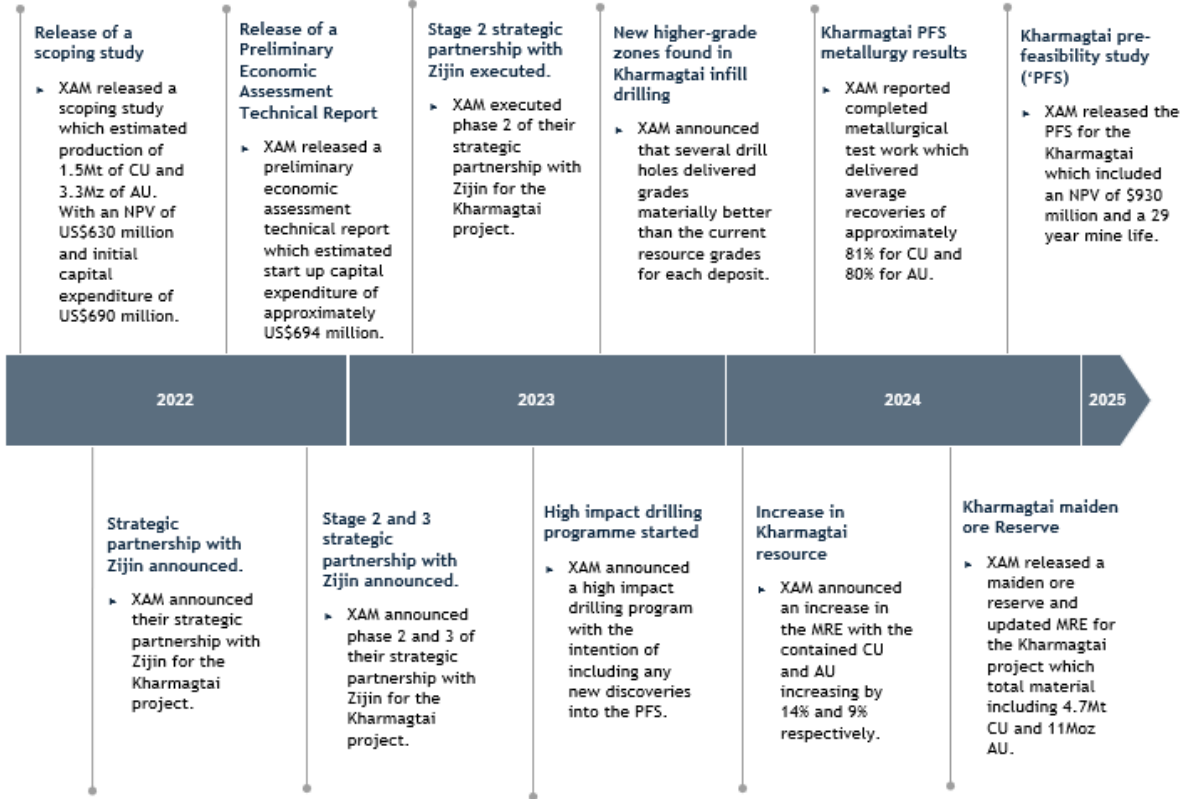 Release of a
scoping study
▸ XAM released a
scoping study
which estimated
production of
1.5Mt of CU and
3.3Mz of AU.
With an NPV of
US$630 million
and initial
capital
expenditure of
US$690 million.
Release of a
Preliminary
Economic
Assessment
Technical Report
▸ XAM released a
preliminary
economic
assessment
technical report
which estimated
start up capital
expenditure of
approximately
US$694 million.
Stage 2 strategic
partnership with
Zijin executed.
▸ XAM executed
phase 2 of their
strategic
partnership with
Zijin for the
Kharmagtai
project.
New higher-grade
zones found in
Kharmagtai infill
drilling
▸ XAM announced
that several drill
holes delivered
grades
materially better
than the current
resource grades
for each deposit.
Kharmagtai PFS
metallurgy results
▸ XAM reported
completed
metallurgical
test work which
delivered
average
recoveries of
approximately
81% for CU and
80% for AU.
Kharmagtai pre-
feasibility study
('PFS)
▸ XAM released the
PFS for the
Kharmagtai
which included
an NPV of $930
million and a 29
year mine life.
2022
2023
2024
2025
Strategic
partnership with
Zijin announced.
▸ XAM announced
their strategic
partnership with
Zijin for the
Kharmagtai
project.
Stage 2 and 3
strategic
partnership with
Zijin announced.
▸ XAM announced
phase 2 and 3 of
their strategic
partnership with
Zijin for the
Kharmagtai
project.
High impact drilling
programme started
▸ XAM announced
a high impact
drilling program
with the
intention of
including any
new discoveries
into the PFS.
Increase in
Kharmagtai
resource
▸ XAM announced
an increase in
the MRE with the
contained CU
and AU
increasing by
14% and 9%
respectively.
Kharmagtai maiden
ore Reserve
▸ XAM released a
maiden ore
reserve and
updated MRE for
the Kharmagtai
project which
total material
including 4.7Mt
CU and 11Moz
AU.